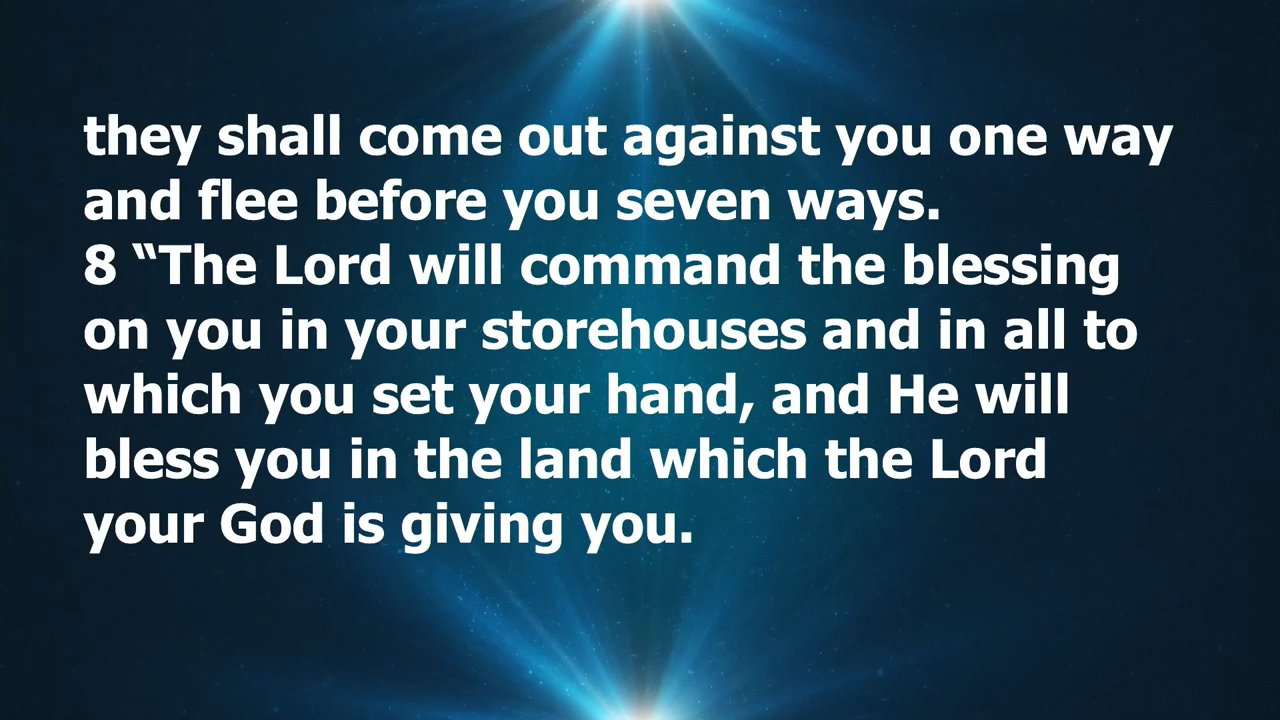 they shall come out against you one way
and flee before you seven ways.
8 “The Lord will command the blessing
on you in your storehouses and in all to
which you set your hand, and He will
bless you in the land which the Lord
your God is giving you.